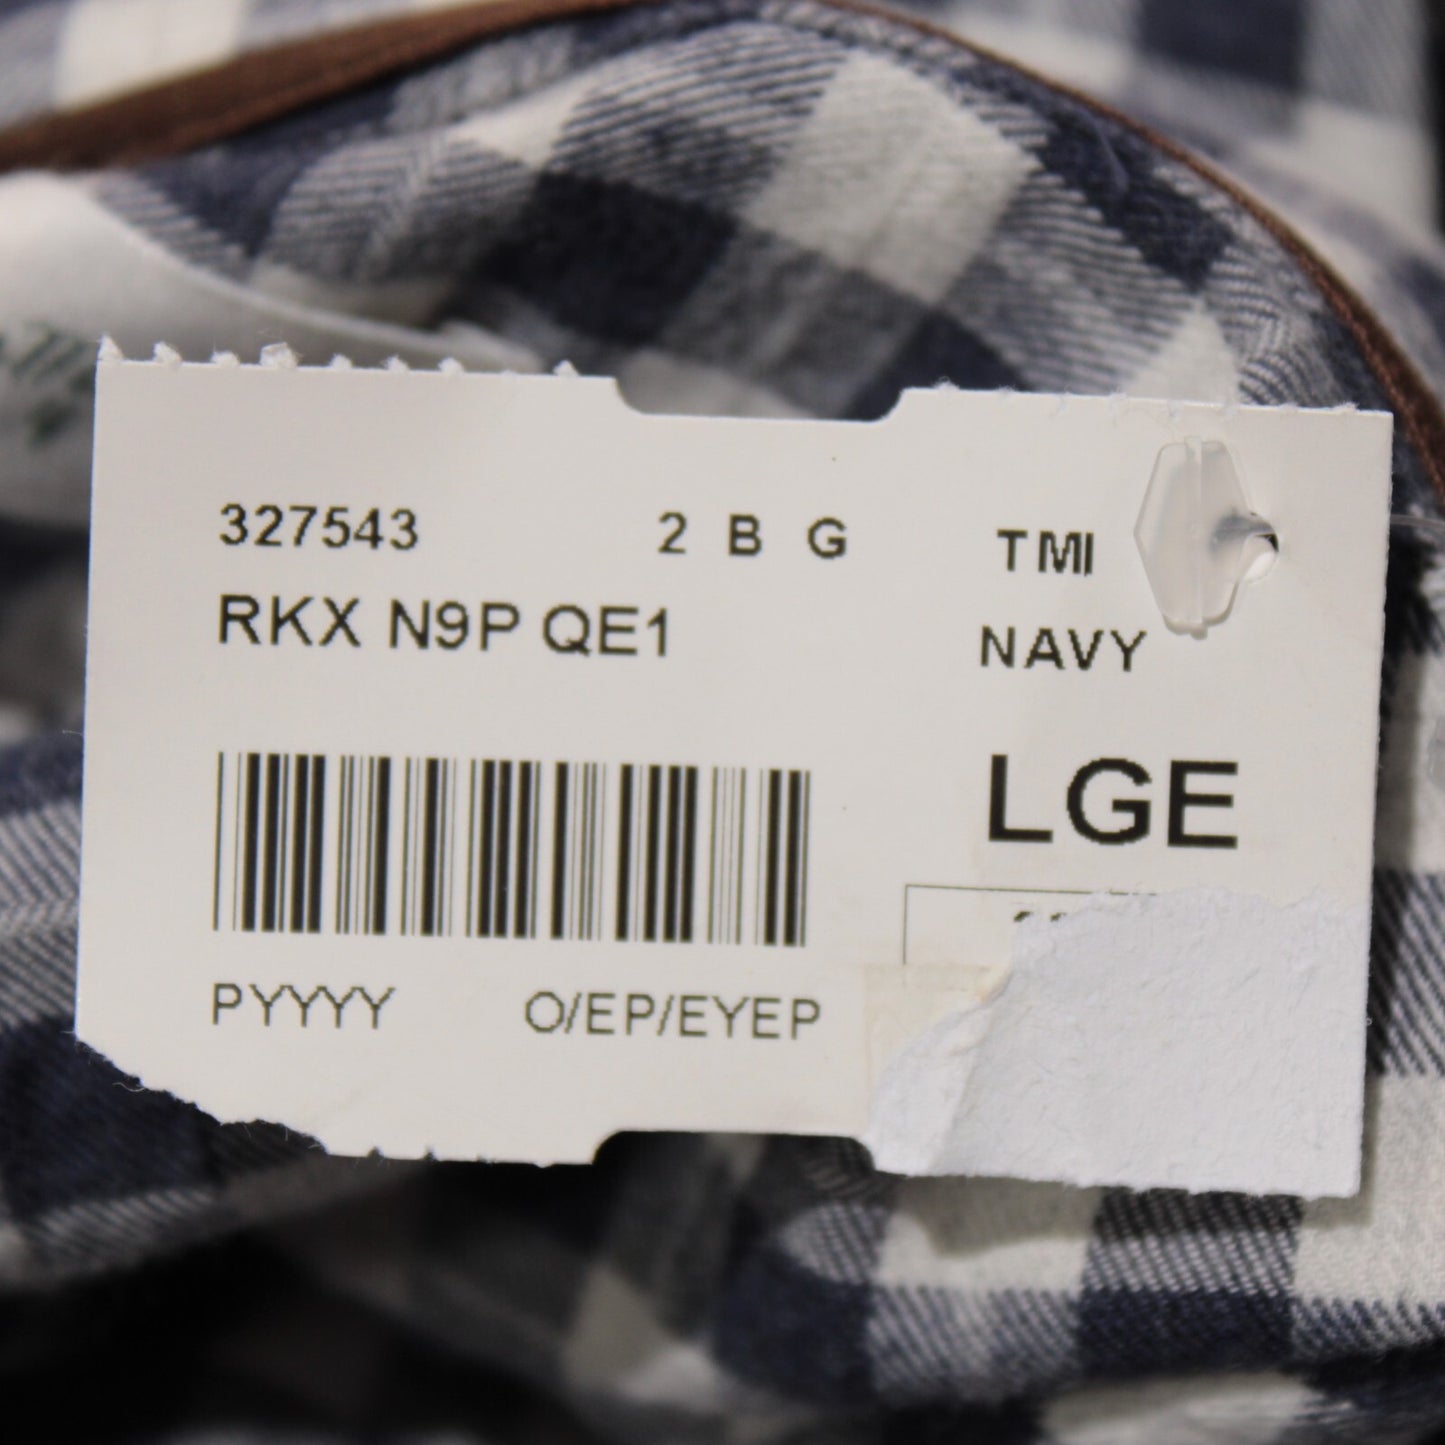 327543 2 B G TMI
RKX N9P QE1 NAVY
LGE
PYYYY O/EP/EYEP